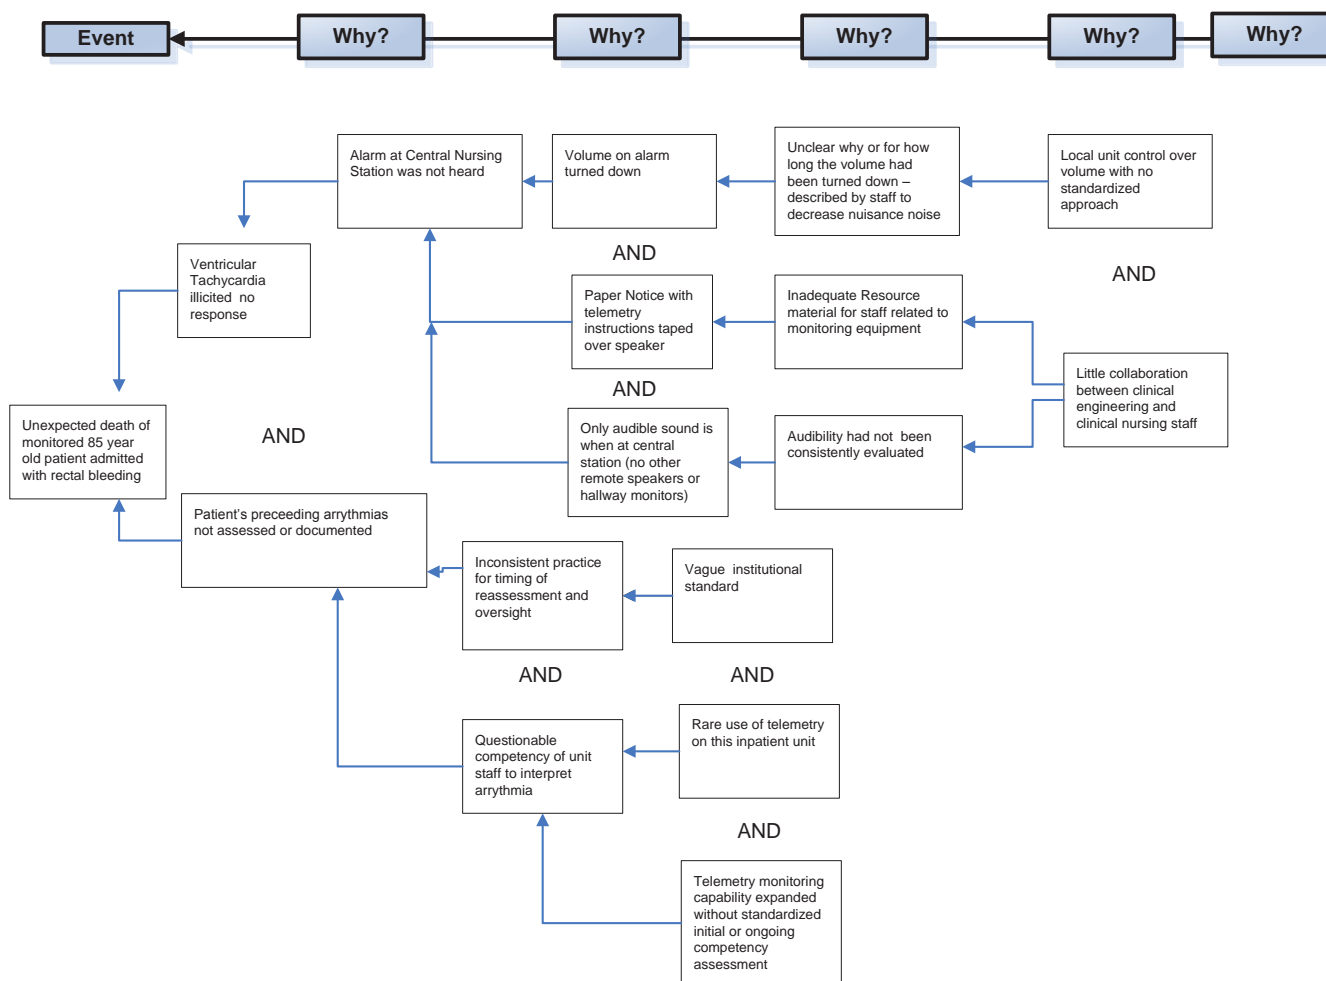 Event
Why?
Why?
Why?
Why?
Why?
Alarm at Central Nursing
Station was not heard
Volume on alarm
turned down
Unclear why or for how
long the volume had
been turned down –
described by staff to
decrease nuisance noise
Local unit control over
volume with no
standardized
approach
AND
AND
Ventricular
Tachycardia
illicited  no
response
Paper Notice with
telemetry
instructions taped
over speaker
Inadequate Resource
material for staff related to
monitoring equipment
Little collaboration
between clinical
engineering and
clinical nursing staff
AND
AND
Unexpected death of
monitored 85 year
old patient admitted
with rectal bleeding
Only audible sound is
when at central
station (no other
remote speakers or
hallway monitors)
Audibility had not  been
consistently evaluated
Patient's preceeding arrythmias
not assessed or documented
Inconsistent practice
for timing of
reassessment and
oversight
Vague  institutional
standard
AND
AND
Questionable
competency of unit
staff to interpret
arrythmia
Rare use of telemetry
on this inpatient unit
AND
Telemetry monitoring
capability expanded
without standardized
initial or ongoing
competency
assessment